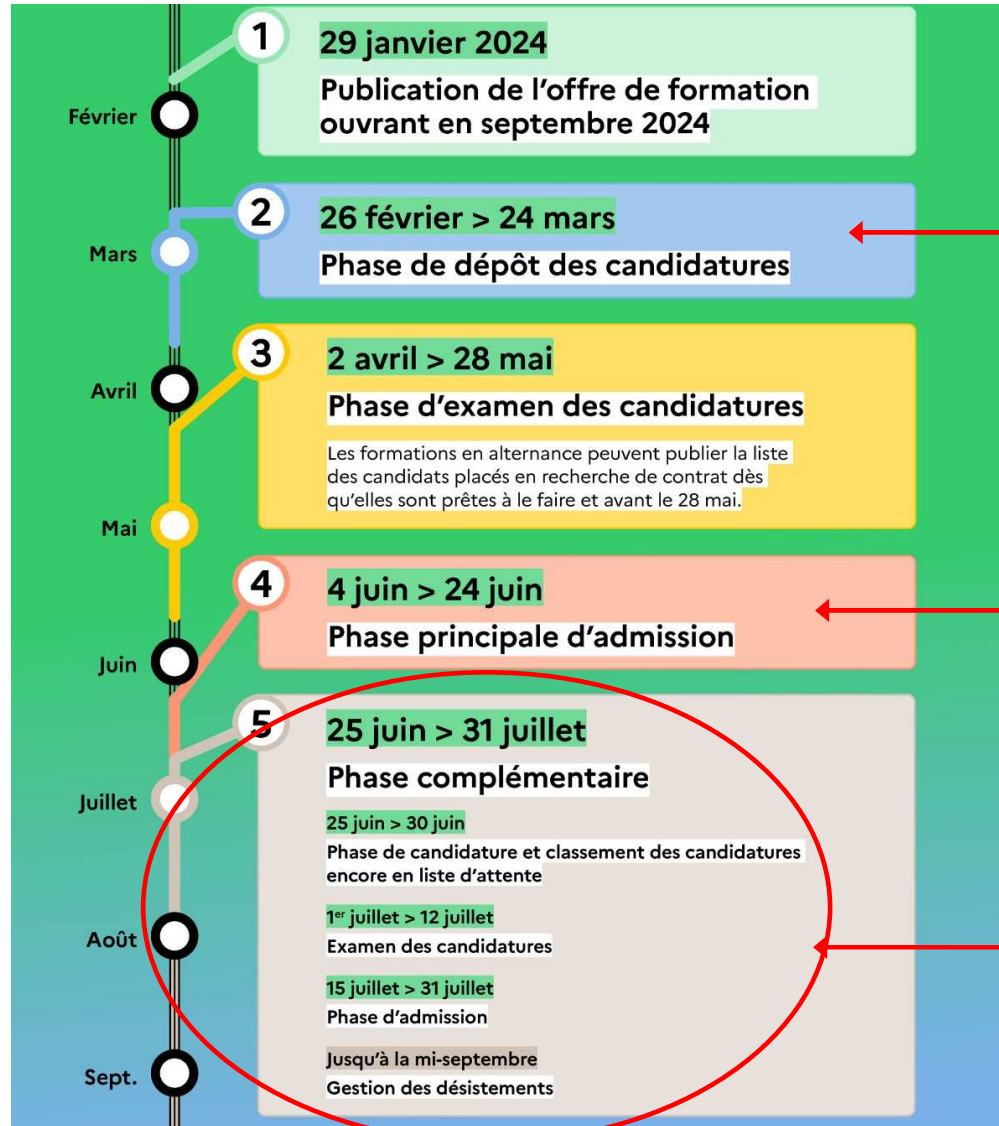 1
29 janvier 2024
Publication de l'offre de formation
ouvrant en septembre 2024
Février
2
26 février > 24 mars
Phase de dépôt des candidatures
Mars
3
2 avril > 28 mai
Phase d'examen des candidatures
Les formations en alternance peuvent publier la liste
des candidats placés en recherche de contrat dès
qu'elles sont prêtes à le faire et avant le 28 mai.
Avril
Mai
4
4 juin > 24 juin
Phase principale d'admission
Juin
5
25 juin > 31 juillet
Phase complémentaire
Juillet
25 juin > 30 juin
Phase de candidature et classement des candidatures
encore en liste d'attente
1er juillet > 12 juillet
Examen des candidatures
Août
15 juillet > 31 juillet
Phase d'admission
Jusqu'à la mi-septembre
Gestion des désistements
Sept.